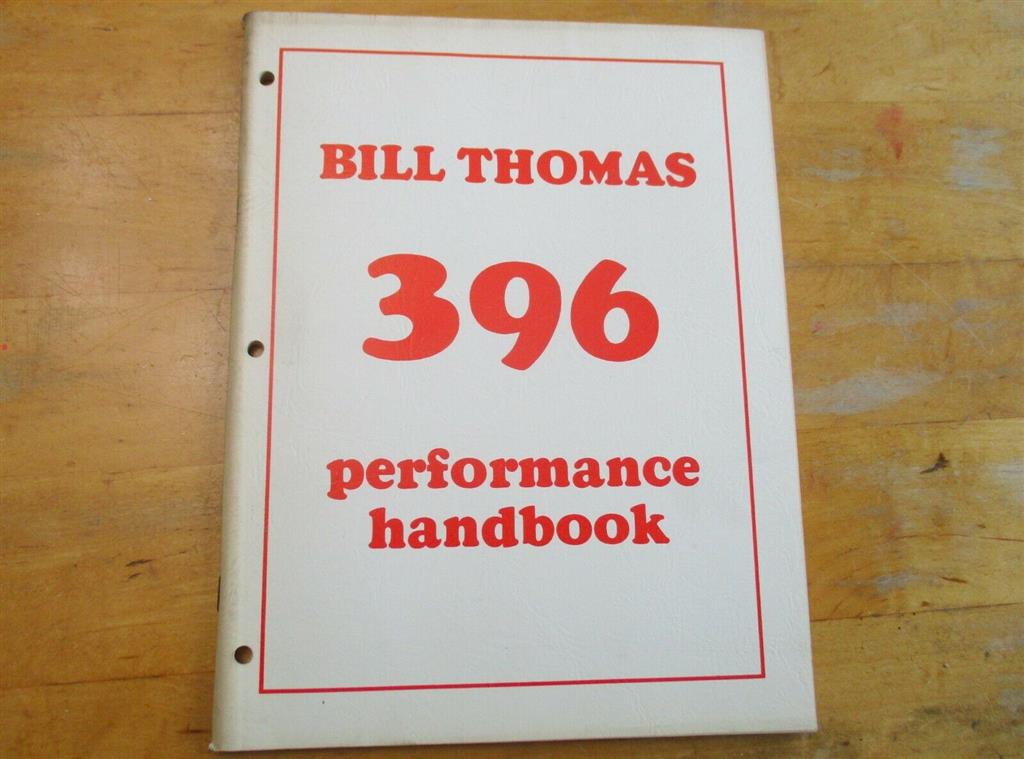 BILL THOMAS
396
performance
handbook